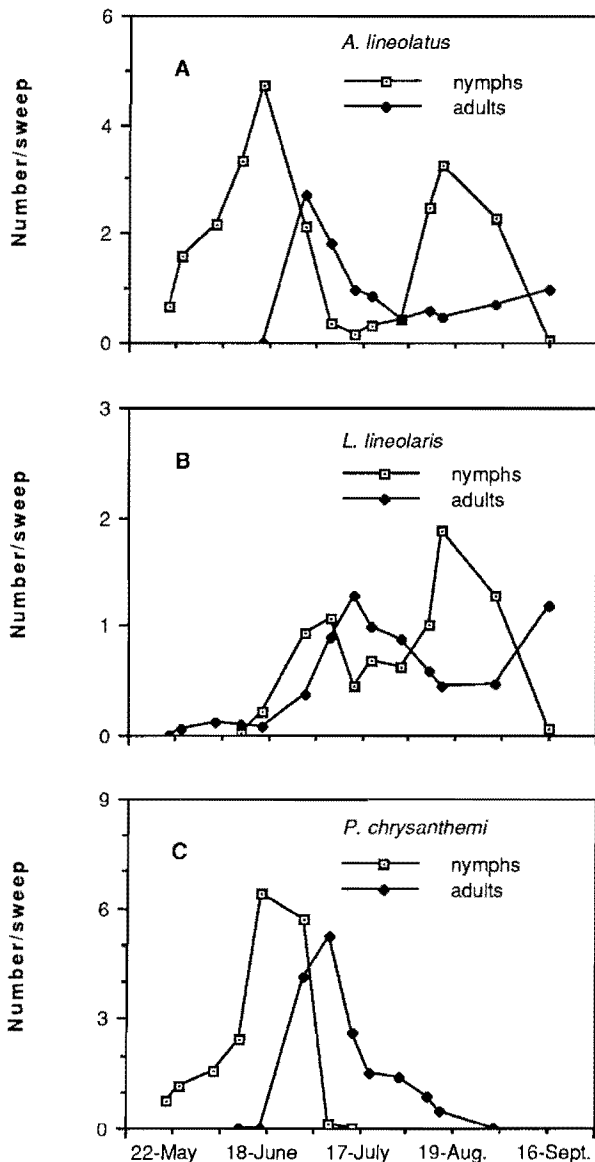 6
A. lineolatus
A
5
nymphs
adults
4
Number/sweep
2
0
3
L. lineolaris
B
nymphs
adults
2
Number/sweep
1
0
9
P. chrysanthemi
C
nymphs
adults
6
Number/sweep
3
0
22-May 18-June 17-July 19-Aug. 16-Sept.